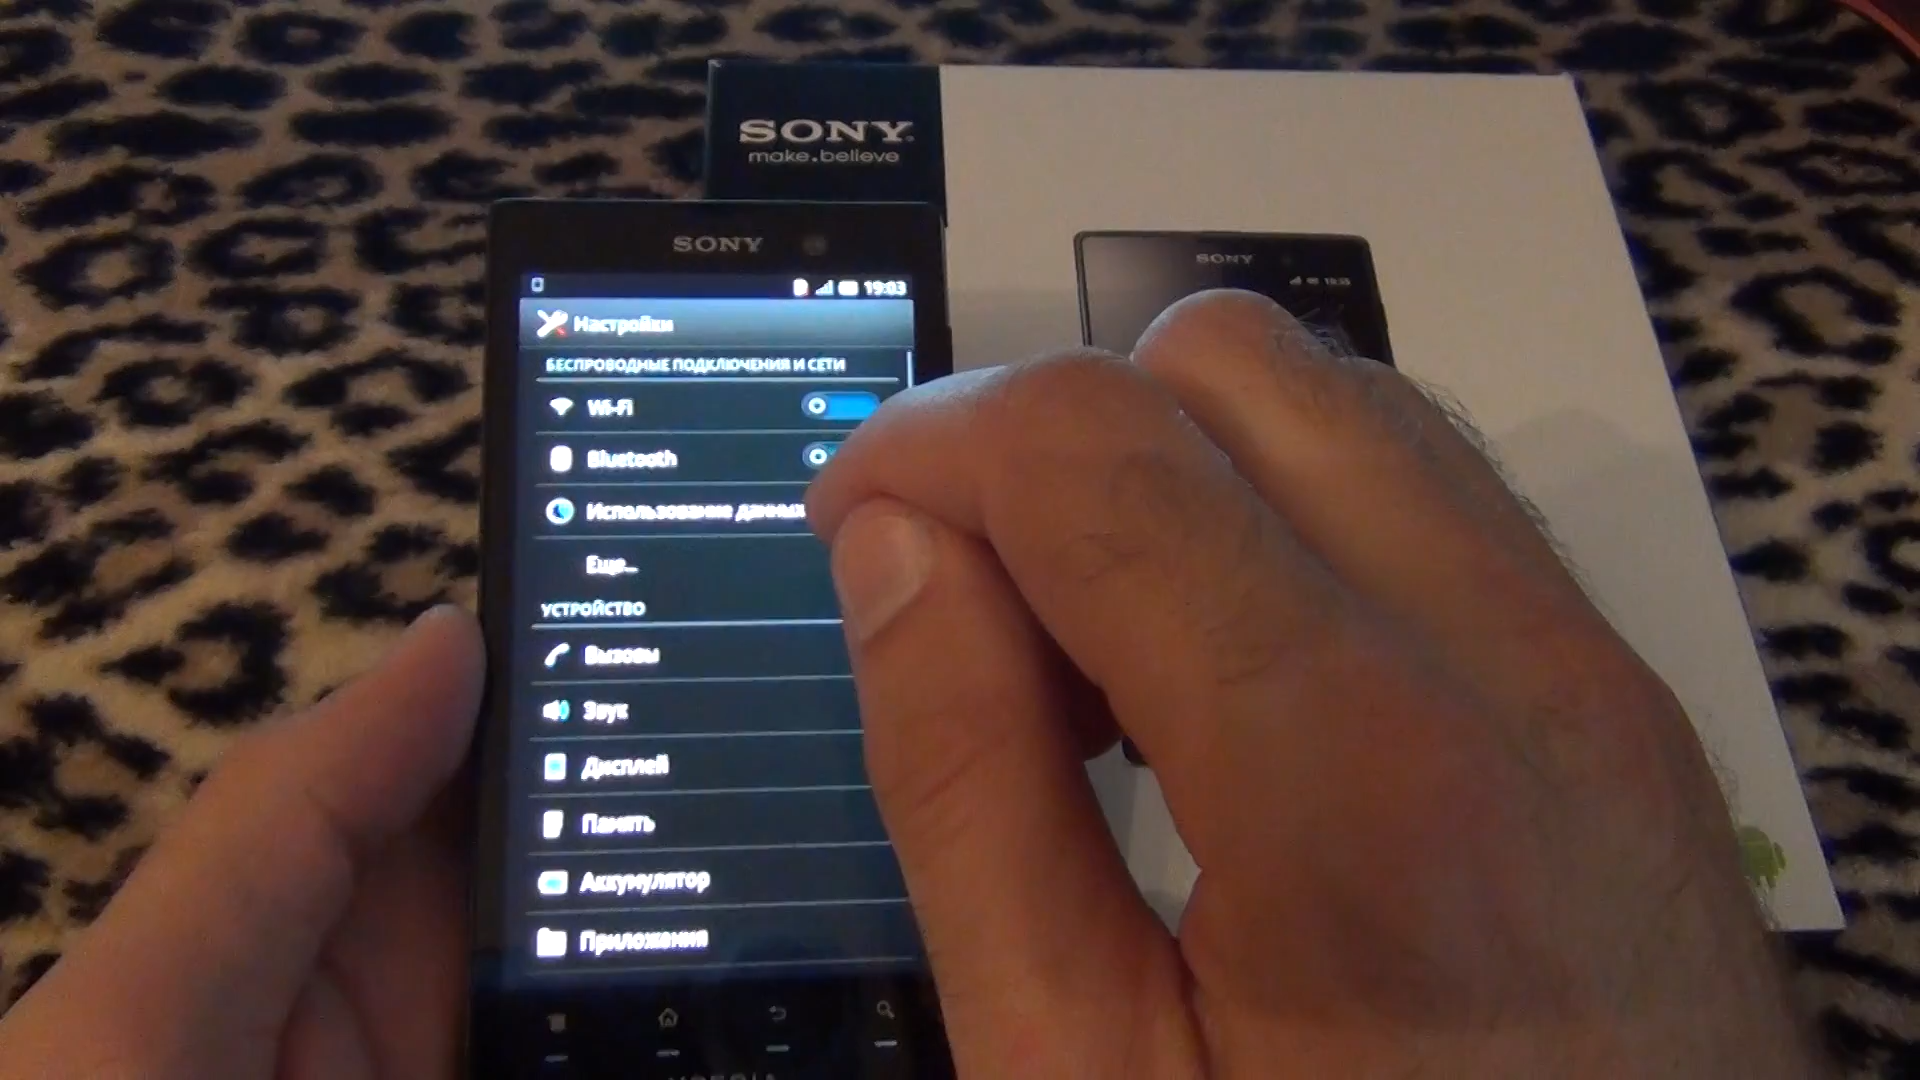 SONY
make.believe
SONY
SONY
19:03
Настройки
БЕСПРОВОДНЫЕ ПОДКЛЮЧЕНИЯ И СЕТИ
Wi-Fi
Bluetooth
Использование данных
Еще...
УСТРОЙСТВО
Вызовы
Звук
Дисплей
Память
Аккумулятор
Приложения
XPERIA